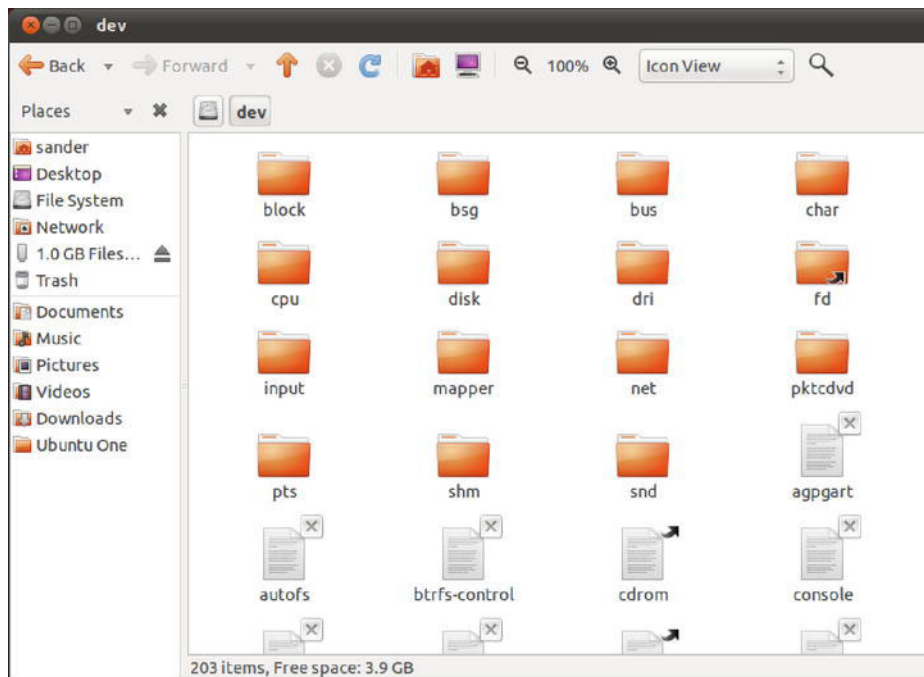 dev
Back Forward 100% Icon View
Places dev
sander
Desktop
File System
Network
1.0 GB Files...
Trash
Documents
Music
Pictures
Videos
Downloads
Ubuntu One
block bsg bus char
cpu disk dri fd
input mapper net pktcdvd
pts shm snd agpgart
autofs btrfs-control cdrom console
203 items, Free space: 3.9 GB